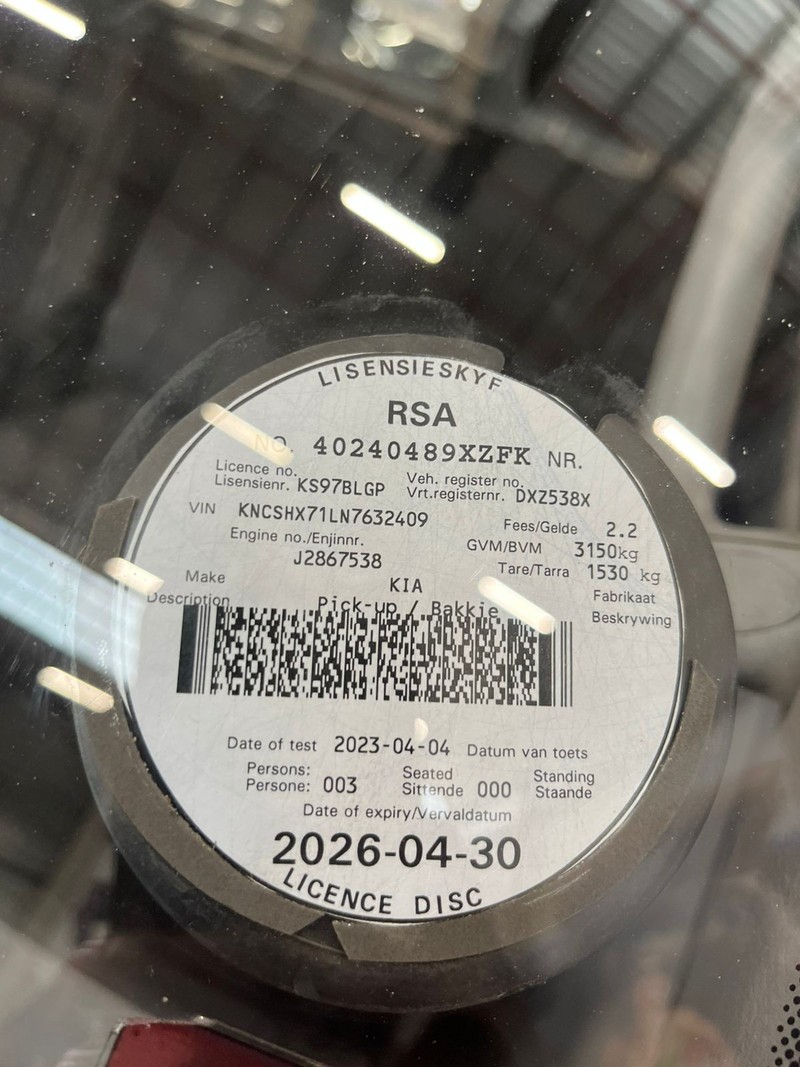 LISENSIESKYF
RSA
NO. 40240489XZFK NR.
Licence no. Veh. register no.
Lisensienr. KS97BLGP Vrt.registernr. DXZ538X
VIN KNCSHX71LN7632409 Fees/Gelde 2.2
Engine no./Enjinnr. GVM/BVM 3150kg
J2867538 Tare/Tarra 1530 kg
Make KIA Fabrikaat
Description Pick-up / Bakkie Beskrywing
Date of test 2023-04-04 Datum van toets
Persons: Seated Standing
Persone: 003 Sittende 000 Staande
Date of expiry/Vervaldatum
2026-04-30
LICENCE DISC